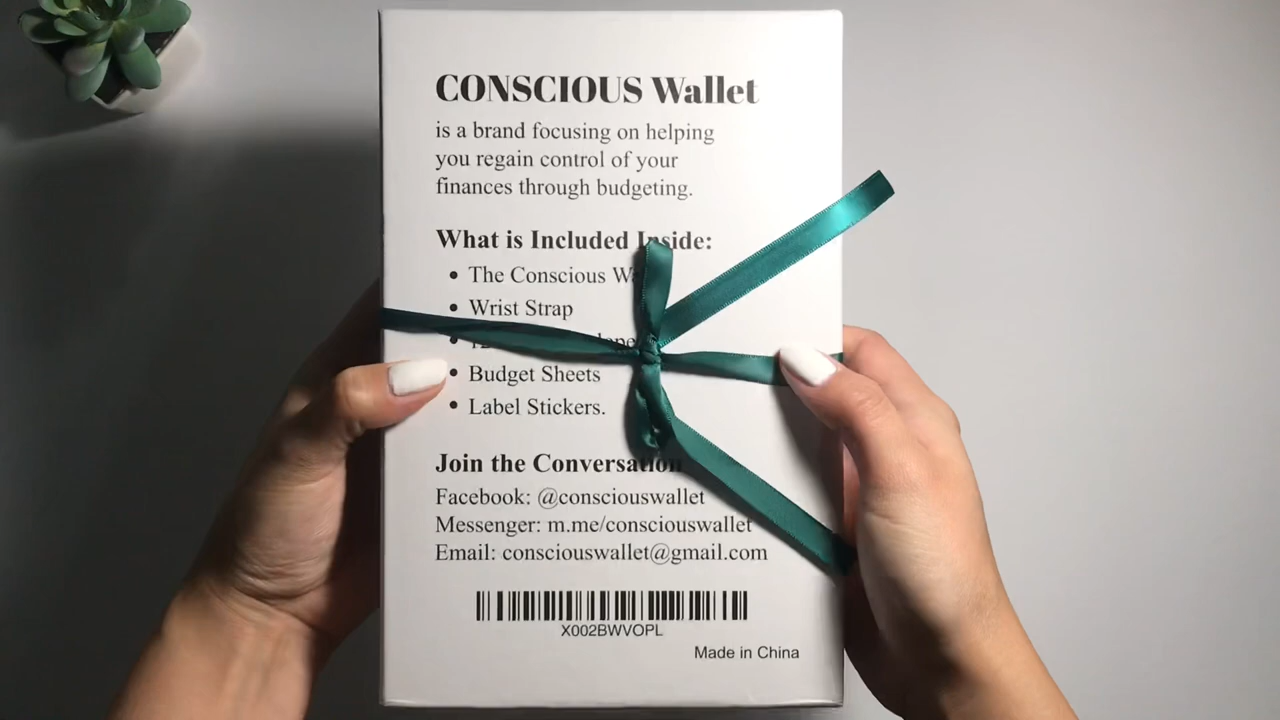 CONSCIOUS Wallet
is a brand focusing on helping
you regain control of your
finances through budgeting.
What is Included Inside:
• The Conscious
• Wrist Strap
• Budget Sheets
• Label Stickers.
Join the Conversation
Facebook: @consciouswallet
Messenger: m.me/consciouswallet
Email: consciouswallet@gmail.com
X002BWVOPL
Made in China